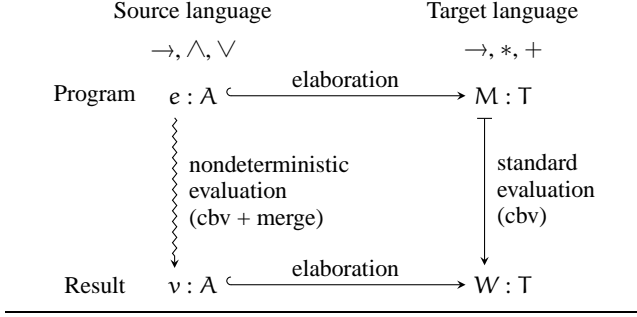 Source language Target language
→, ∧, ∨ →, ∗, +
elaboration
Program e : A M : T
nondeterministic standard
evaluation evaluation
(cbv + merge) (cbv)
elaboration
Result v : A W : T